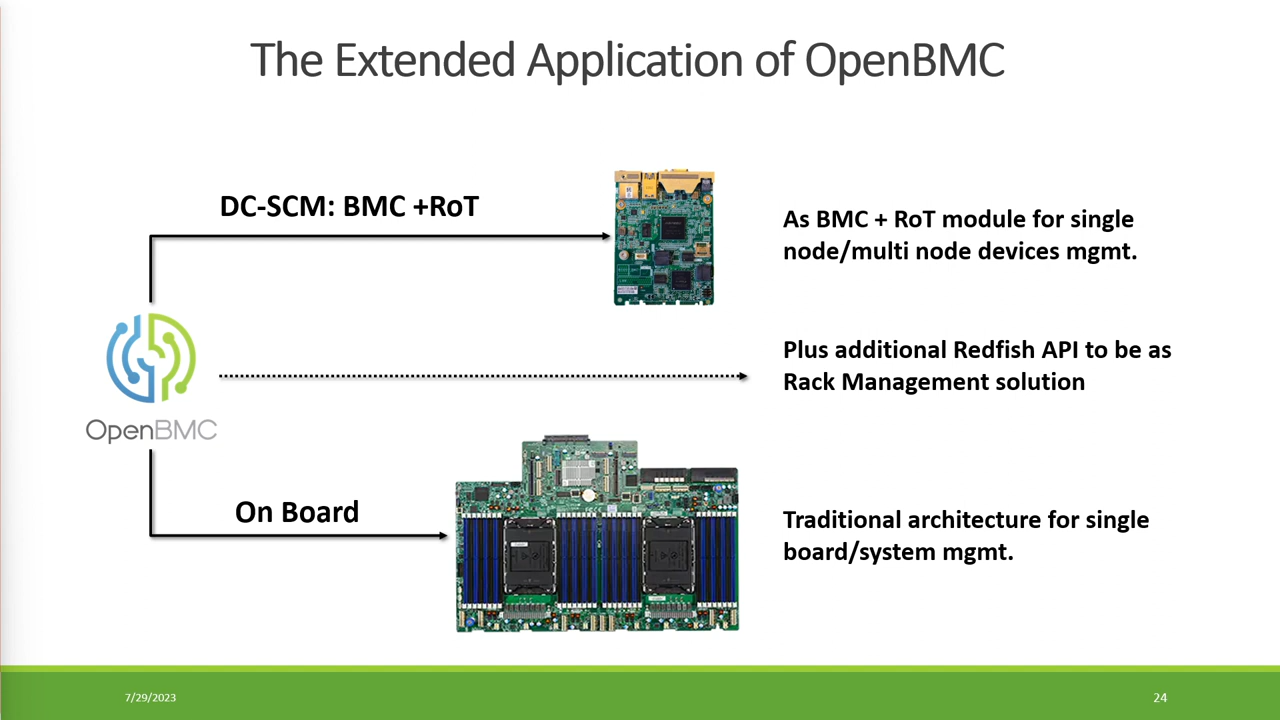 The Extended Application of OpenBMC
DC-SCM: BMC +RoT
As BMC + RoT module for single
node/multi node devices mgmt.
Plus additional Redfish API to be as
Rack Management solution
OpenBMC
On Board
Traditional architecture for single
board/system mgmt.
7/29/2023
24